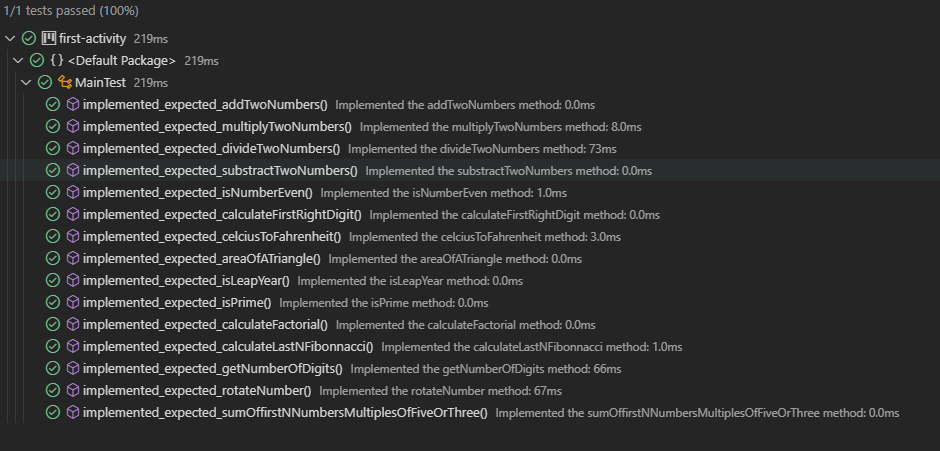 1/1 tests passed (100%)
first-activity 219ms
{} <Default Package> 219ms
MainTest 219ms
implemented_expected_addTwoNumbers() Implemented the addTwoNumbers method: 0.0ms
implemented_expected_multiplyTwoNumbers() Implemented the multiplyTwoNumbers method: 8.0ms
implemented_expected_divideTwoNumbers() Implemented the divideTwoNumbers method: 73ms
implemented_expected_substractTwoNumbers() Implemented the substractTwoNumbers method: 0.0ms
implemented_expected_isNumberEven() Implemented the isNumberEven method: 1.0ms
implemented_expected_calculateFirstRightDigit() Implemented the calculateFirstRightDigit method: 0.0ms
implemented_expected_celciusToFahrenheit() Implemented the celciusToFahrenheit method: 3.0ms
implemented_expected_areaOfATriangle() Implemented the areaOfATriangle method: 0.0ms
implemented_expected_isLeapYear() Implemented the isLeapYear method: 0.0ms
implemented_expected_isPrime() Implemented the isPrime method: 0.0ms
implemented_expected_calculateFactorial() Implemented the calculateFactorial method: 0.0ms
implemented_expected_calculateLastNFibonnacci() Implemented the calculateLastNFibonnacci method: 1.0ms
implemented_expected_getNumberOfDigits() Implemented the getNumberOfDigits method: 66ms
implemented_expected_rotateNumber() Implemented the rotateNumber method: 67ms
implemented_expected_sumOffirstNNumbersMultiplesOfFiveOrThree() Implemented the sumOffirstNNumbersMultiplesOfFiveOrThree method: 0.0ms